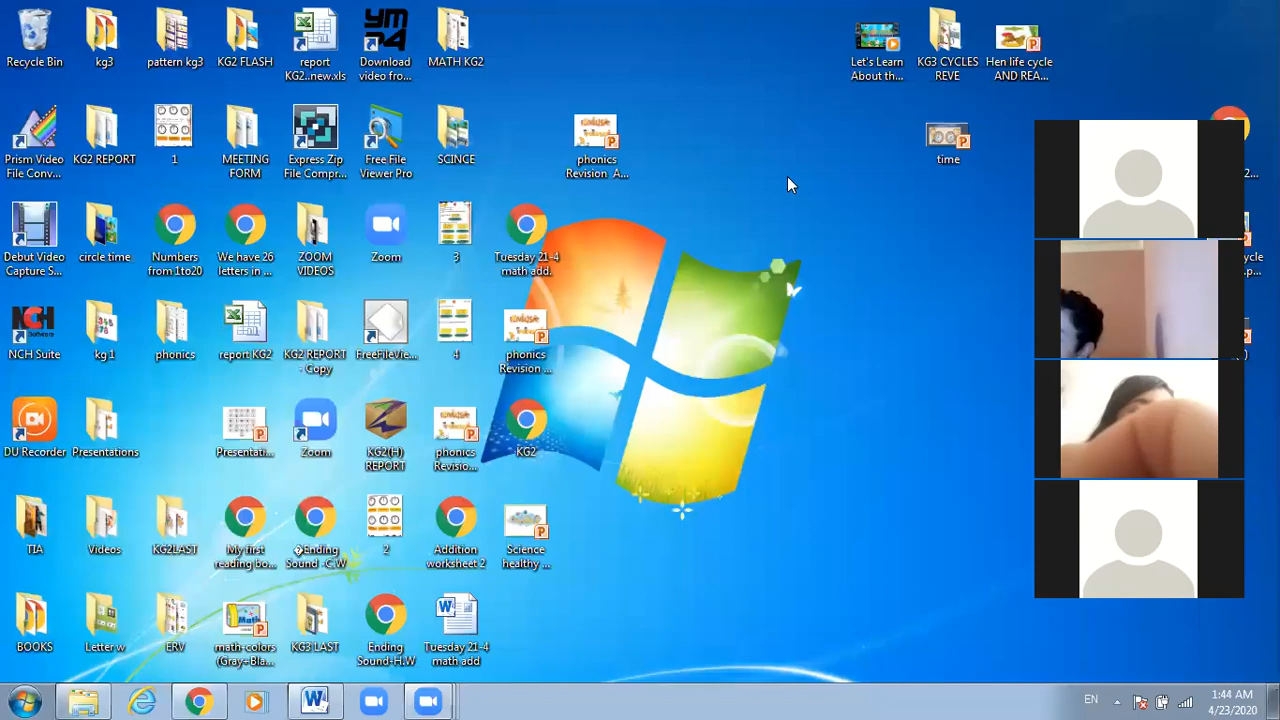 Recycle Bin
kg3
pattern kg3
KG2 FLASH
report
KG2..new.xls
Download
video fro...
MATH KG2
Let's Learn
About th...
KG3 CYCLES
REVE
Hen life cycle
AND REA...
Prism Video
File Conv...
KG2 REPORT
1
MEETING
FORM
Express Zip
File Compr...
Free File
Viewer Pro
SCINCE
phonics
Revision A...
time
Debut Video
Capture S...
circle time
Numbers
from 1to20
We have 26
letters in ...
ZOOM
VIDEOS
Zoom
3
Tuesday 21-4
math add.
NCH Suite
kg 1
phonics
report KG2
KG2 REPORT
- Copy
FreeFileVie...
4
phonics
Revision ...
DU Recorder
Presentations
Presentati...
Zoom
KG2(H)
REPORT
phonics
Revisio...
KG2
TIA
Videos
KG2LAST
My first
reading bo...
�Ending
Sound -C.W
2
Addition
worksheet 2
Science
healthy ...
BOOKS
Letter w
ERV
math-colors
(Gray-Bla...
KG3 LAST
Ending
Sound-H.W
Tuesday 21-4
math add
EN
1:44 AM
4/23/2020